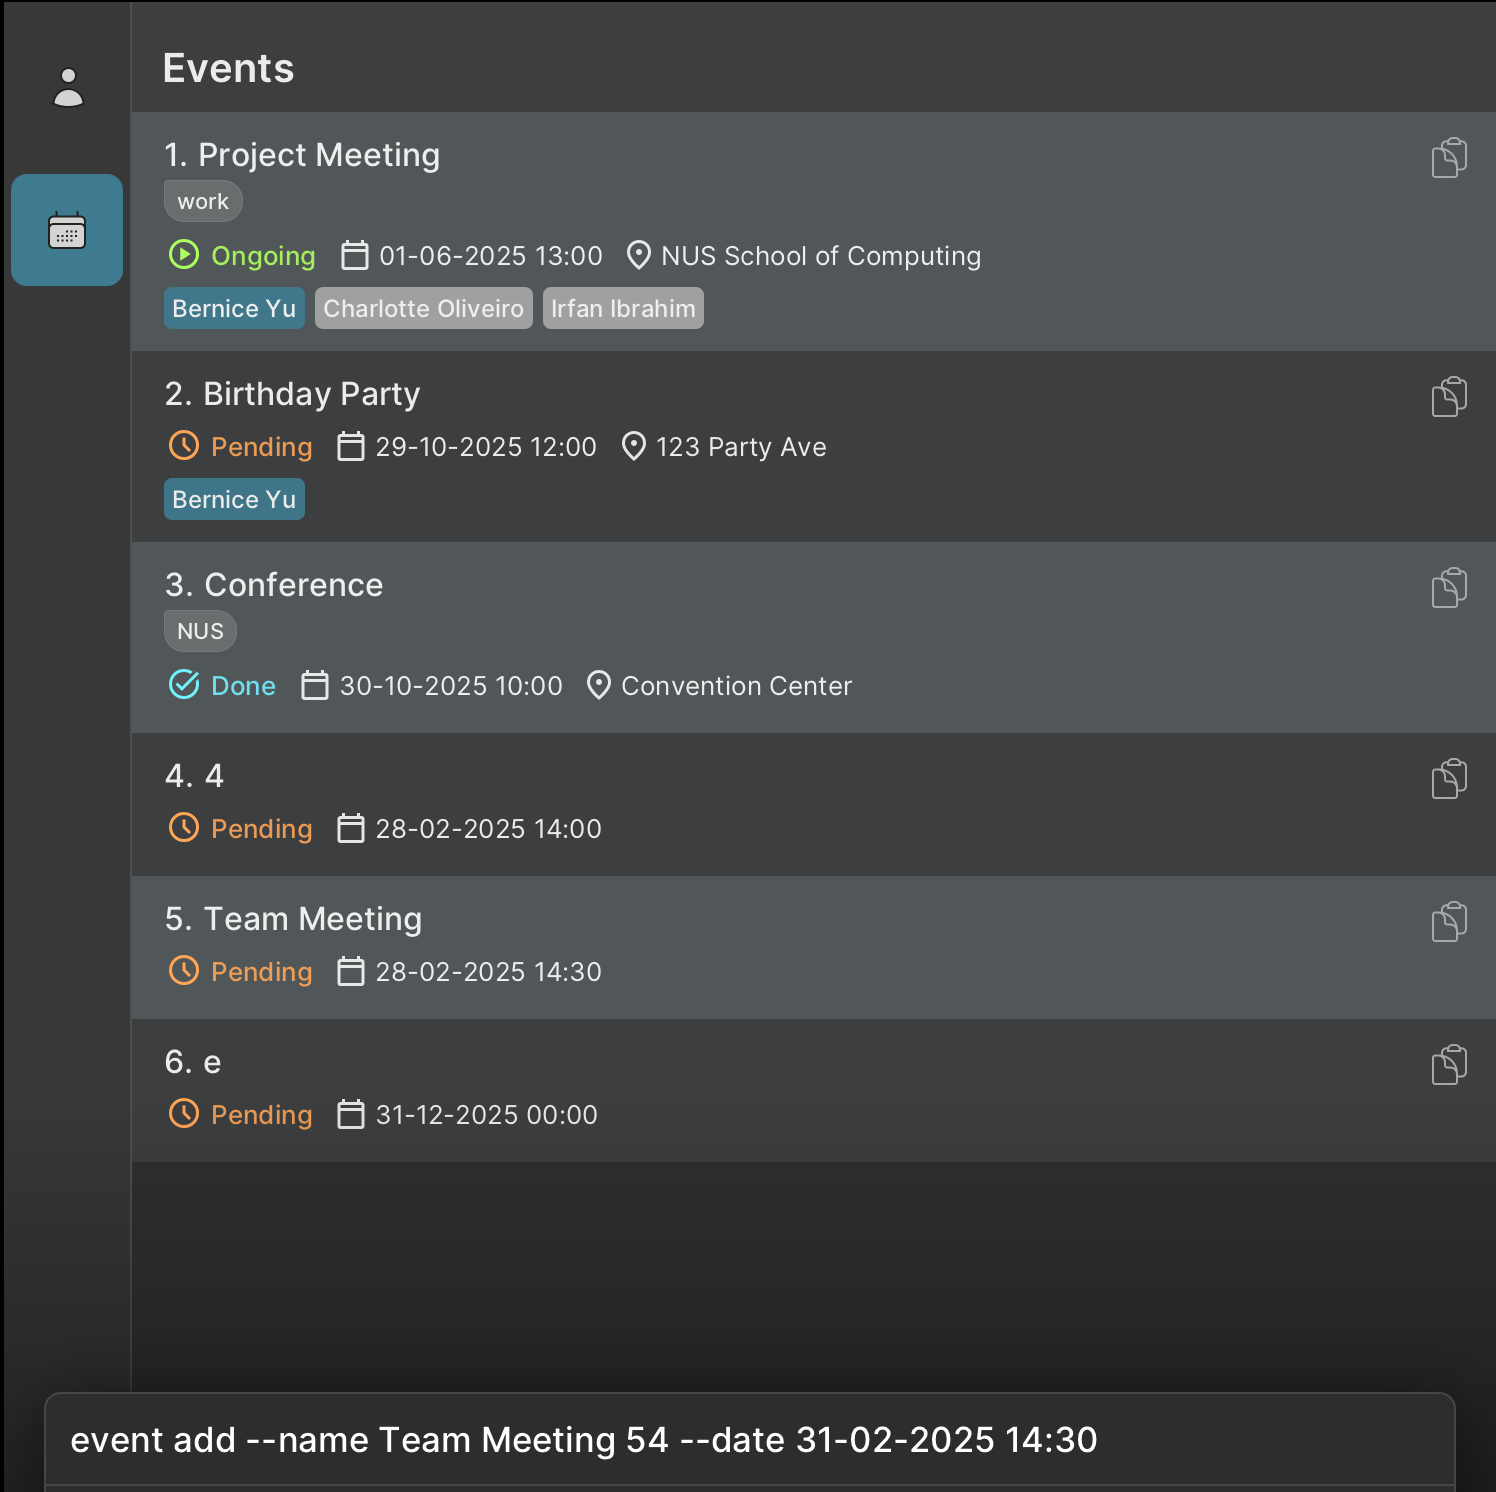 Events
1. Project Meeting
work
Ongoing 01-06-2025 13:00 NUS School of Computing
Bernice Yu Charlotte Oliveiro Irfan Ibrahim
2. Birthday Party
Pending 29-10-2025 12:00 123 Party Ave
Bernice Yu
3. Conference
NUS
Done 30-10-2025 10:00 Convention Center
4. 4
Pending 28-02-2025 14:00
5. Team Meeting
Pending 28-02-2025 14:30
6. e
Pending 31-12-2025 00:00
event add --name Team Meeting 54 --date 31-02-2025 14:30